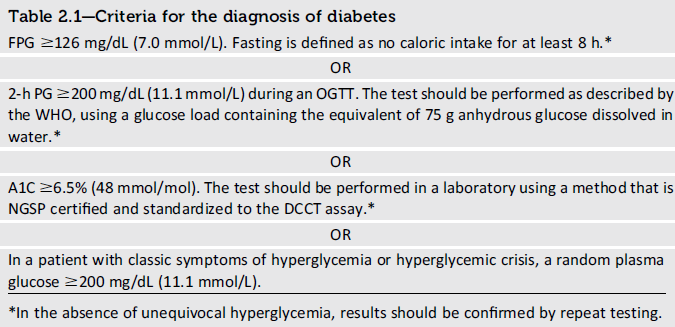 Table 2.1—Criteria for the diagnosis of diabetes
FPG ≥126 mg/dL (7.0 mmol/L). Fasting is defined as no caloric intake for at least 8 h.*
OR
2-h PG ≥200 mg/dL (11.1 mmol/L) during an OGTT. The test should be performed as described by
the WHO, using a glucose load containing the equivalent of 75 g anhydrous glucose dissolved in
water.*
OR
A1C ≥6.5% (48 mmol/mol). The test should be performed in a laboratory using a method that is
NGSP certified and standardized to the DCCT assay.*
OR
In a patient with classic symptoms of hyperglycemia or hyperglycemic crisis, a random plasma
glucose ≥200 mg/dL (11.1 mmol/L).
*In the absence of unequivocal hyperglycemia, results should be confirmed by repeat testing.